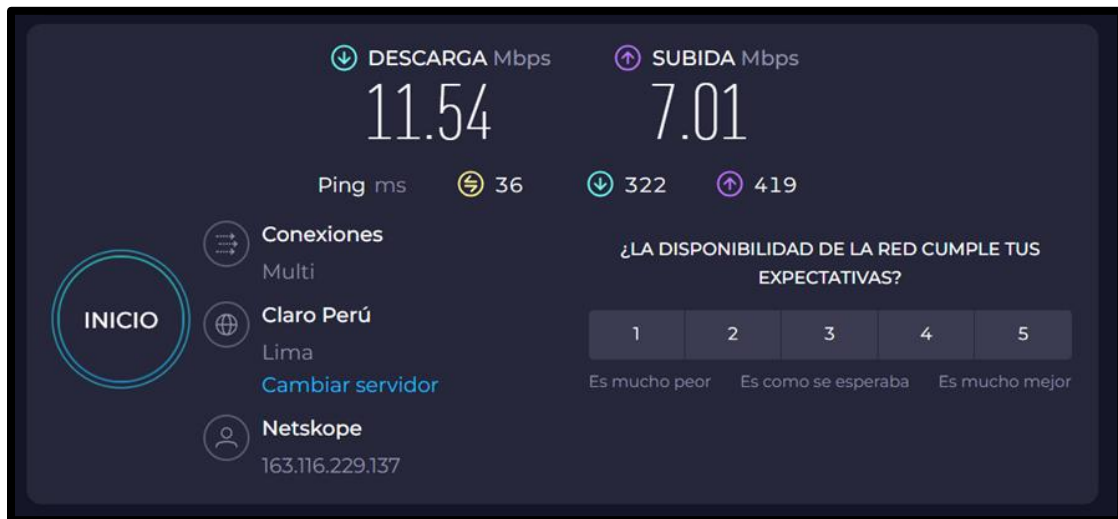 DESCARGA Mbps SUBIDA Mbps
11.54 7.01
Ping ms 36 322 419
Conexiones
Multi
Claro Perú
Lima
Cambiar servidor
Netskope
163.116.229.137
INICIO
¿LA DISPONIBILIDAD DE LA RED CUMPLE TUS
EXPECTATIVAS?
1 2 3 4 5
Es mucho peor Es como se esperaba Es mucho mejor